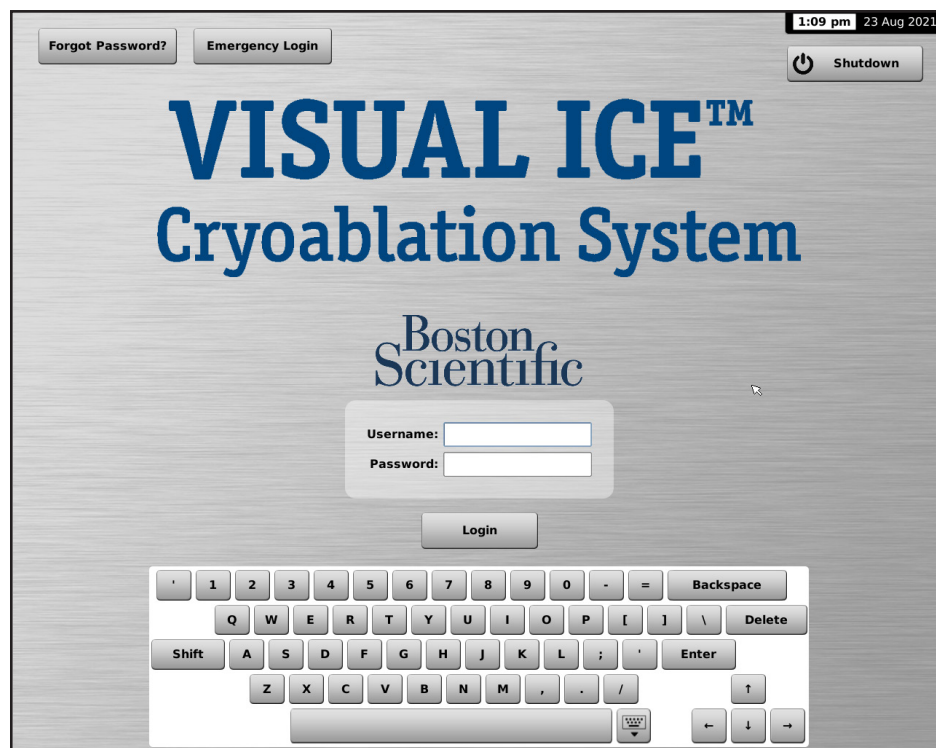 Forgot Password?
Emergency Login
1:09 pm 23 Aug 2021
Shutdown
VISUAL ICE™
Cryoablation System
Boston
Scientific
Username:
Password:
Login
' 1 2 3 4 5 6 7 8 9 0 - = Backspace
Q W E R T Y U I O P [ ] \ Delete
Shift A S D F G H J K L ; ' Enter
Z X C V B N M , . / ↑
← ↓ →